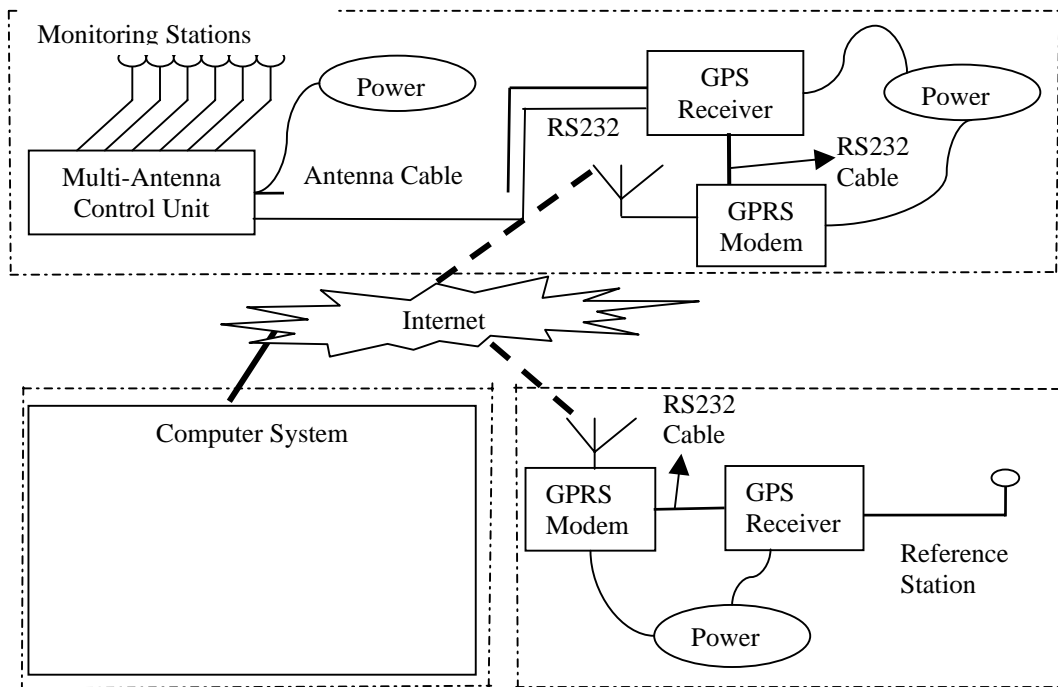 Monitoring Stations
Power
GPS
Receiver
Power
RS232
RS232
Cable
Multi-Antenna
Control Unit
Antenna Cable
GPRS
Modem
Internet
Computer System
RS232
Cable
GPRS
Modem
GPS
Receiver
Reference
Station
Power